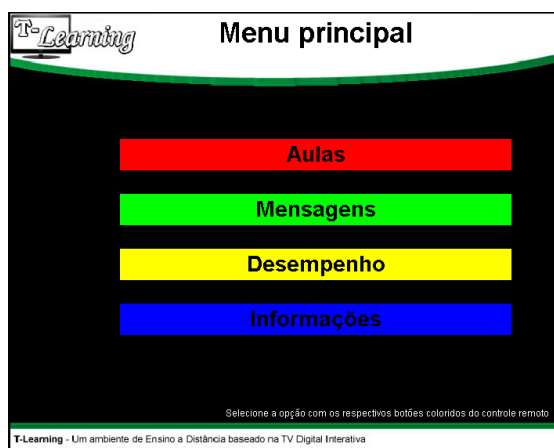 T-Learning
Menu principal
Aulas
Mensagens
Desempenho
Informações
Selecione a opção com os respectivos botões coloridos do controle remoto
T-Learning - Um ambiente de Ensino a Distância baseado na TV Digital Interativa